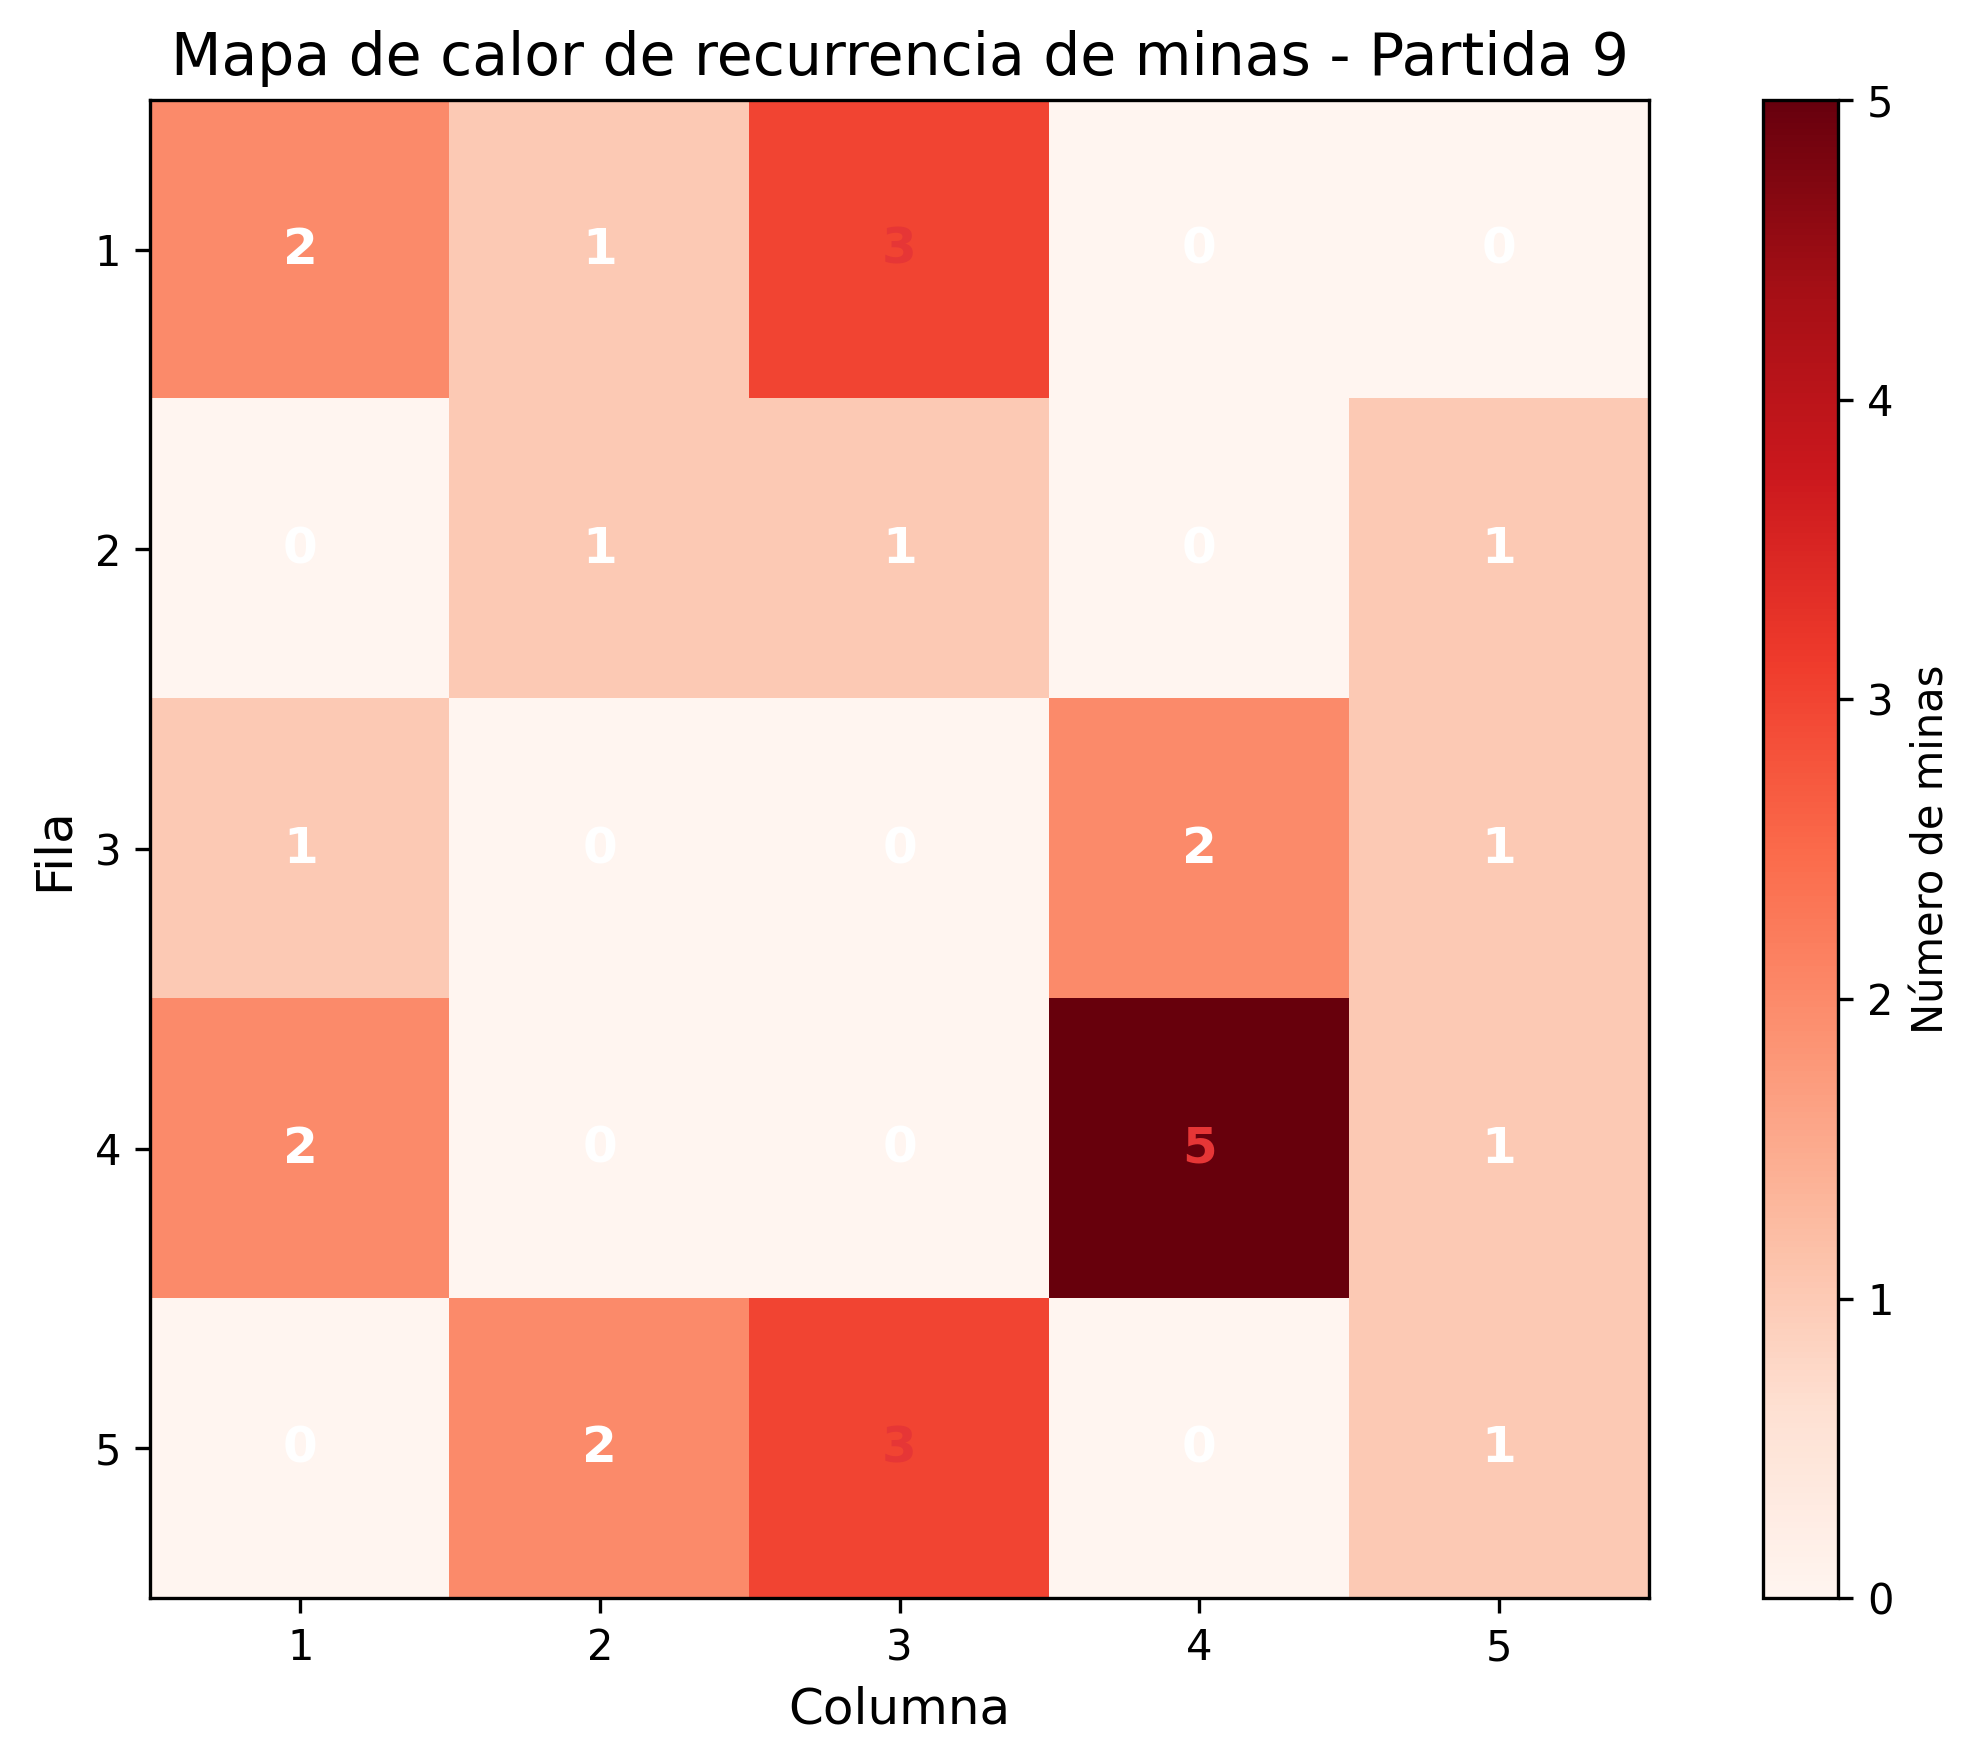 Mapa de calor de recurrencia de minas - Partida 9
Fila
1 2 1 3 0 0
2 0 1 1 0 1
3 1 0 0 2 1
4 2 0 0 5 1
5 0 2 3 0 1
1 2 3 4 5
Columna
5
4
3
2
1
0
Número de minas